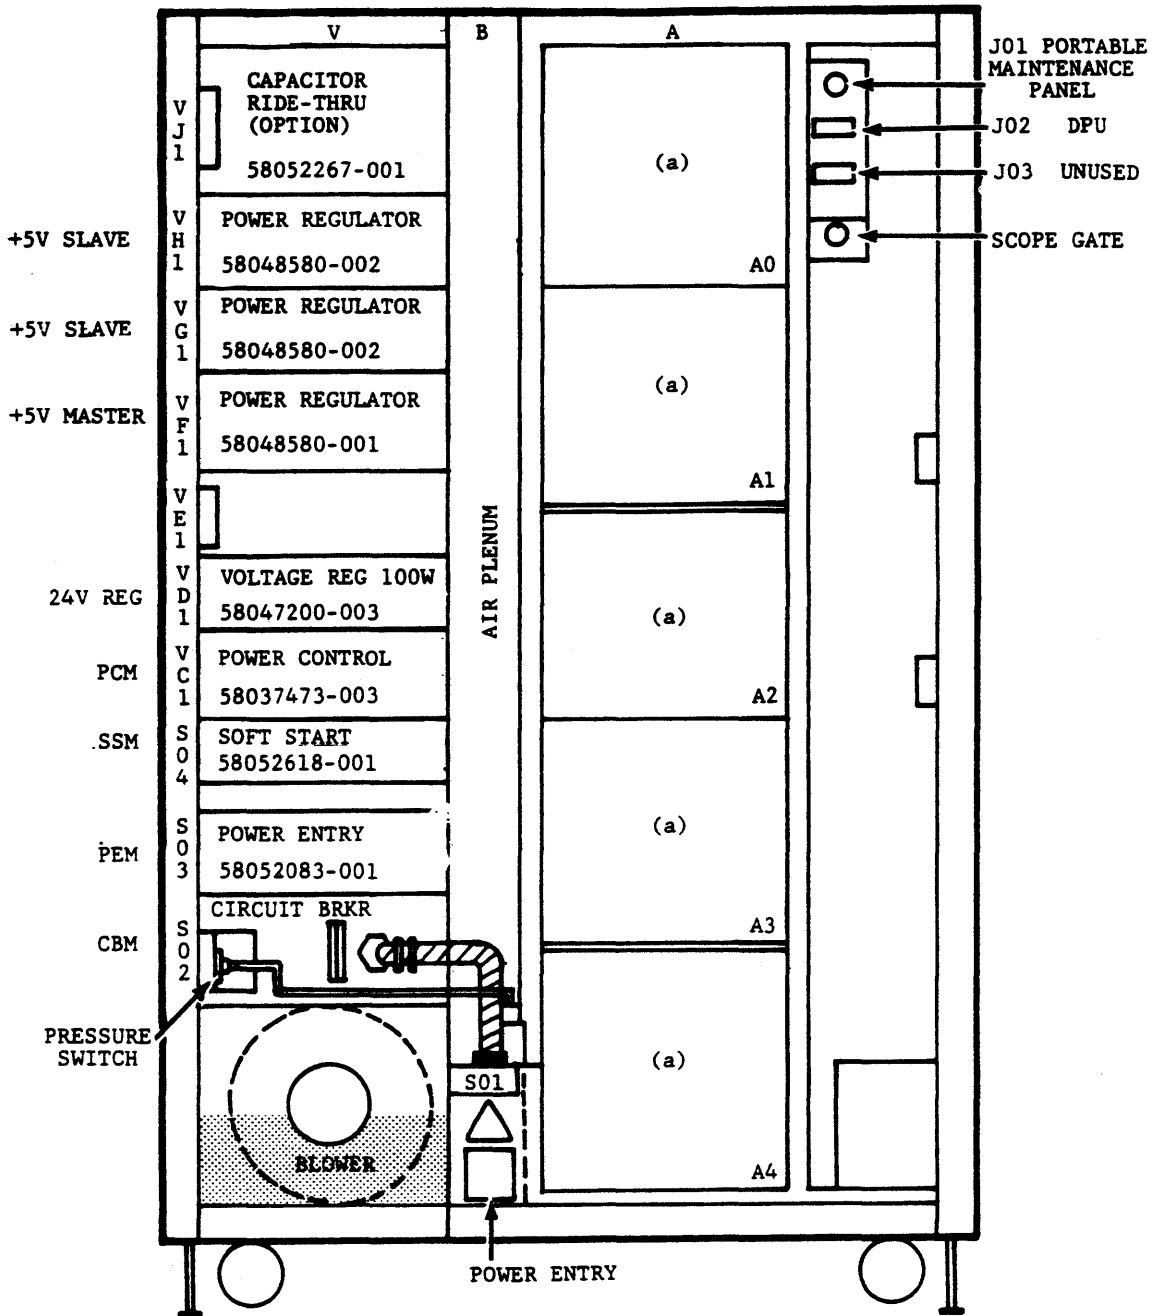 V
B
A
VJ1
CAPACITOR
RIDE-THRU
(OPTION)
58052267-001
+5V SLAVE
VH1
POWER REGULATOR
58048580-002
+5V SLAVE
VG1
POWER REGULATOR
58048580-002
+5V MASTER
VF1
POWER REGULATOR
58048580-001
VE1
24V REG
VD1
VOLTAGE REG 100W
58047200-003
PCM
VC1
POWER CONTROL
58037473-003
SSM
S04
SOFT START
58052618-001
PEM
S03
POWER ENTRY
58052083-001
CBM
S02
CIRCUIT BRKR
PRESSURE
SWITCH
BLOWER
AIR PLENUM
S01
POWER ENTRY
(a)
A0
(a)
A1
(a)
A2
(a)
A3
(a)
A4
J01 PORTABLE
MAINTENANCE
PANEL
J02 DPU
J03 UNUSED
SCOPE GATE